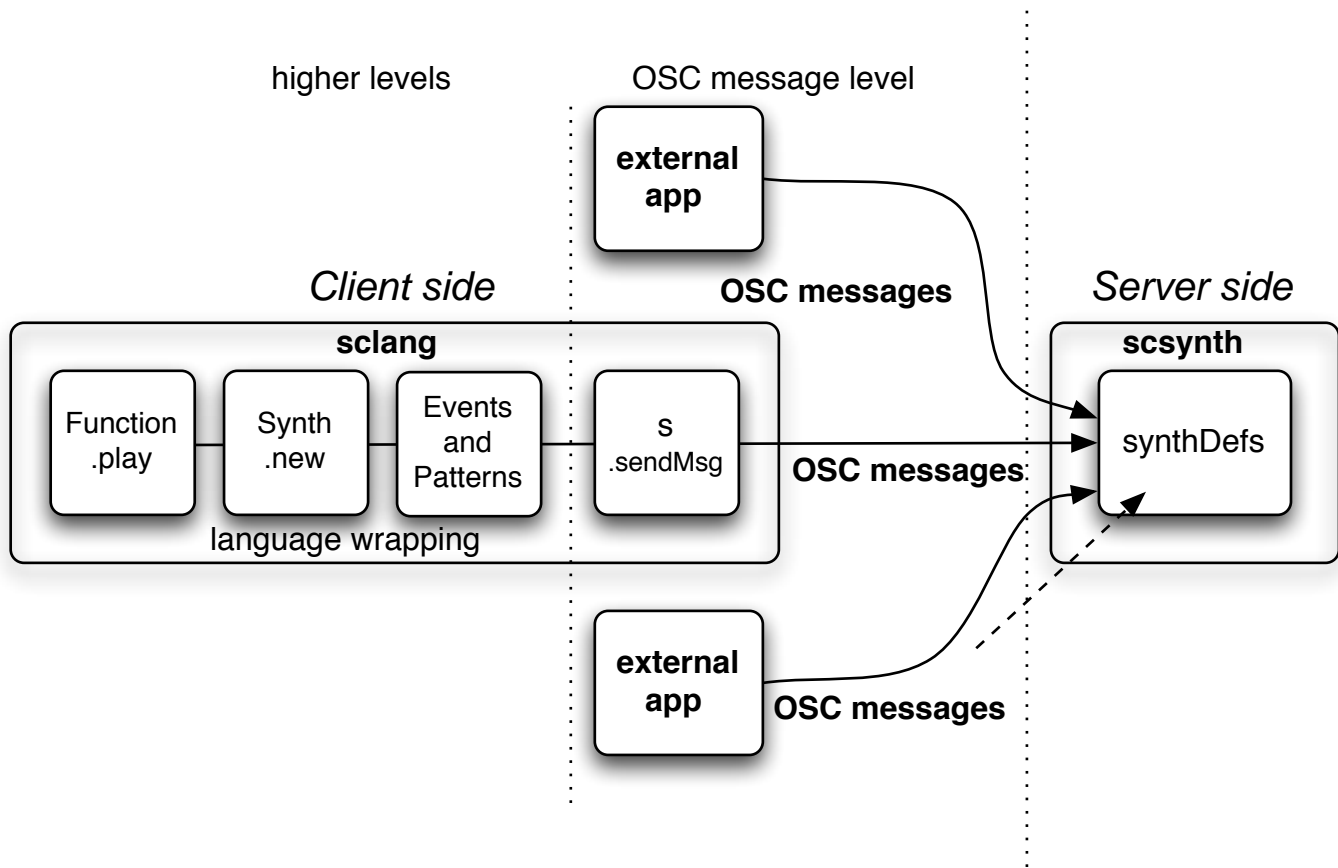 higher levels
OSC message level
external
app
OSC messages
Client side
Server side
sclang
scsynth
Function
.play
Synth
.new
Events
and
Patterns
s
.sendMsg
synthDefs
OSC messages
language wrapping
external
app
OSC messages